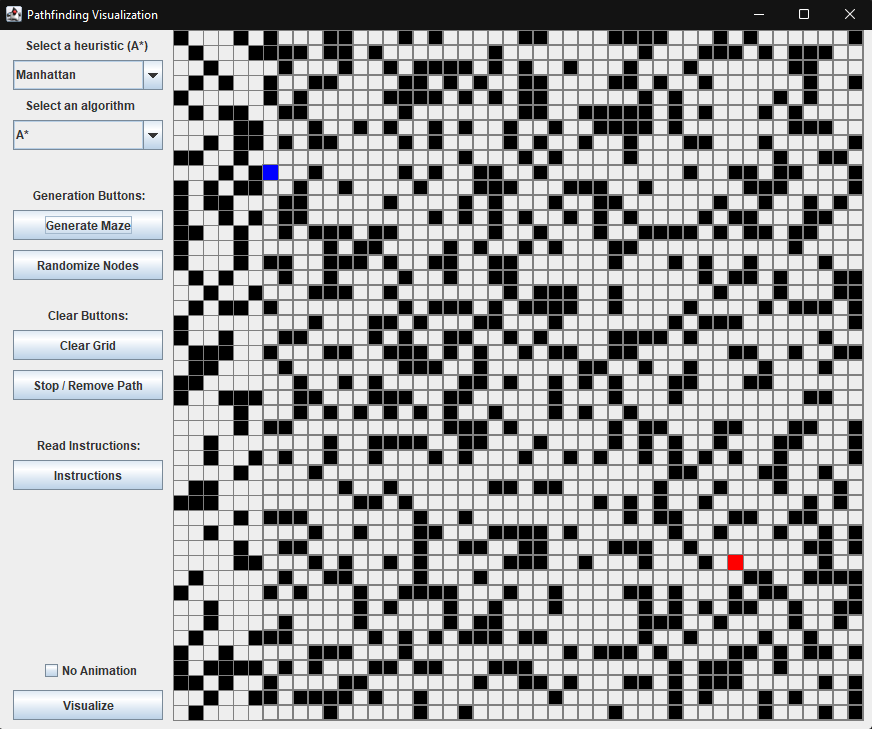 Pathfinding Visualization
Select a heuristic (A*)
Manhattan
Select an algorithm
A*
Generation Buttons:
Generate Maze
Randomize Nodes
Clear Buttons:
Clear Grid
Stop / Remove Path
Read Instructions:
Instructions
No Animation
Visualize